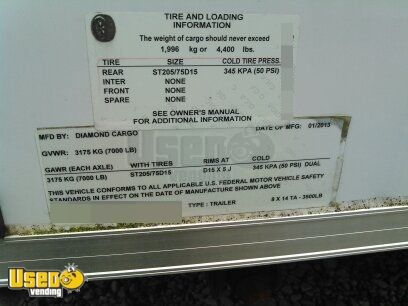 TIRE AND LOADING
INFORMATION
The weight of cargo should never exceed
1,996 kg or 4,400 lbs.
TIRE SIZE COLD TIRE PRESS.
REAR ST205/75D15 345 KPA (50 PSI)
INTER NONE
FRONT NONE
SPARE NONE
SEE OWNER'S MANUAL
FOR ADDITIONAL INFORMATION
MFD BY: DIAMOND CARGO DATE OF MFG: 01/2013
GVWR: 3175 KG (7000 LB)
GAWR (EACH AXLE) WITH TIRES RIMS AT COLD
3175 KG (7000 LB) ST205/75D15 D15 X 5 J 345 KPA (50 PSI) DUAL
THIS VEHICLE CONFORMS TO ALL APPLICABLE U.S. FEDERAL MOTOR VEHICLE SAFETY
STANDARDS IN EFFECT ON THE DATE OF MANUFACTURE SHOWN ABOVE
TYPE : TRAILER 8 X 14 TA - 3500LB
Used
vending